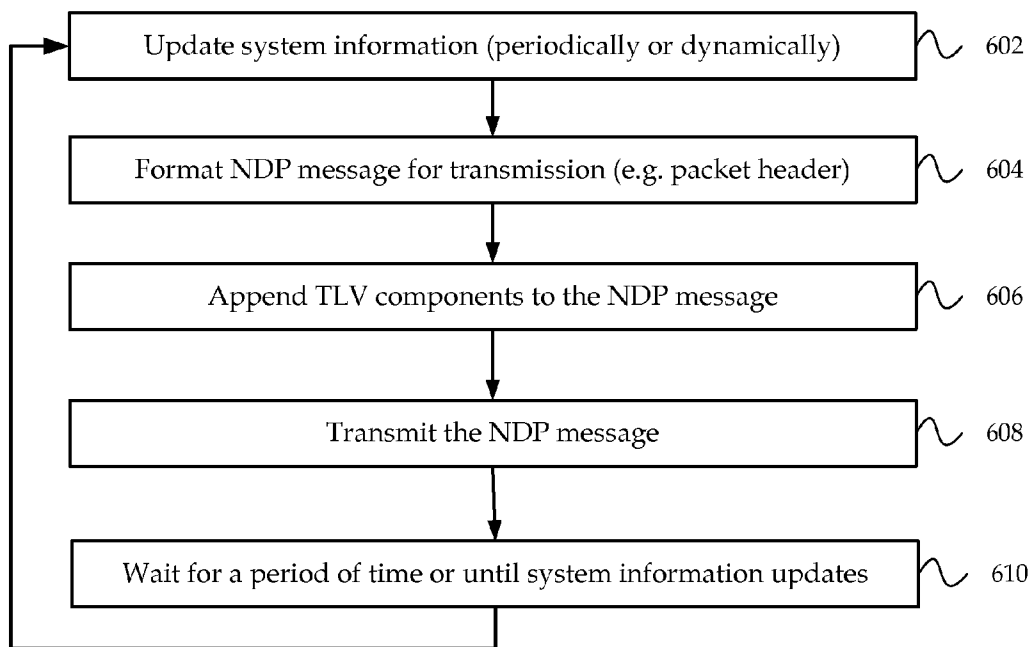 Update system information (periodically or dynamically) 602
Format NDP message for transmission (e.g. packet header) 604
Append TLV components to the NDP message 606
Transmit the NDP message 608
Wait for a period of time or until system information updates 610